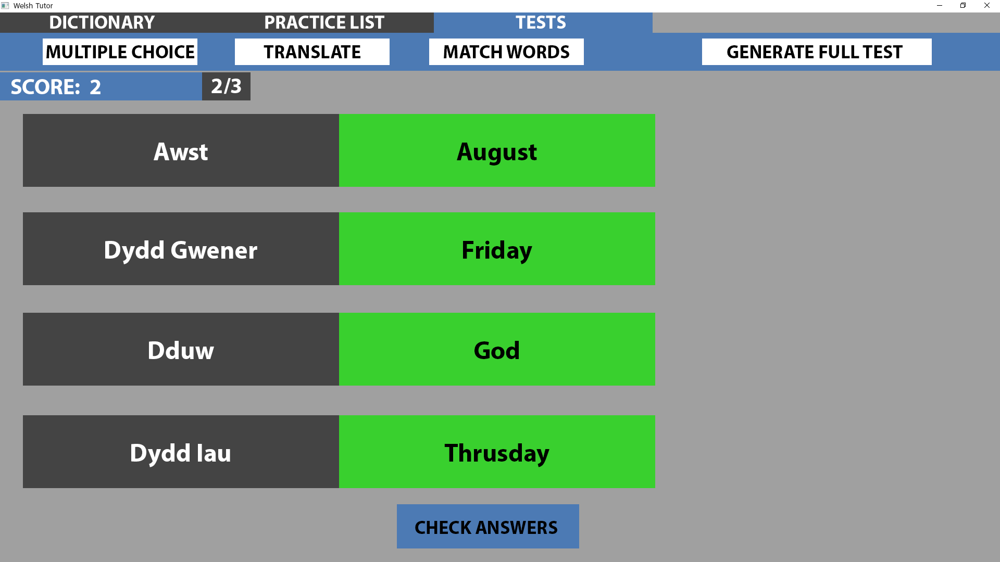 Welsh Tutor
DICTIONARY PRACTICE LIST TESTS
MULTIPLE CHOICE TRANSLATE MATCH WORDS GENERATE FULL TEST
SCORE: 2 2/3
Awst August
Dydd Gwener Friday
Dduw God
Dydd Iau Thrusday
CHECK ANSWERS